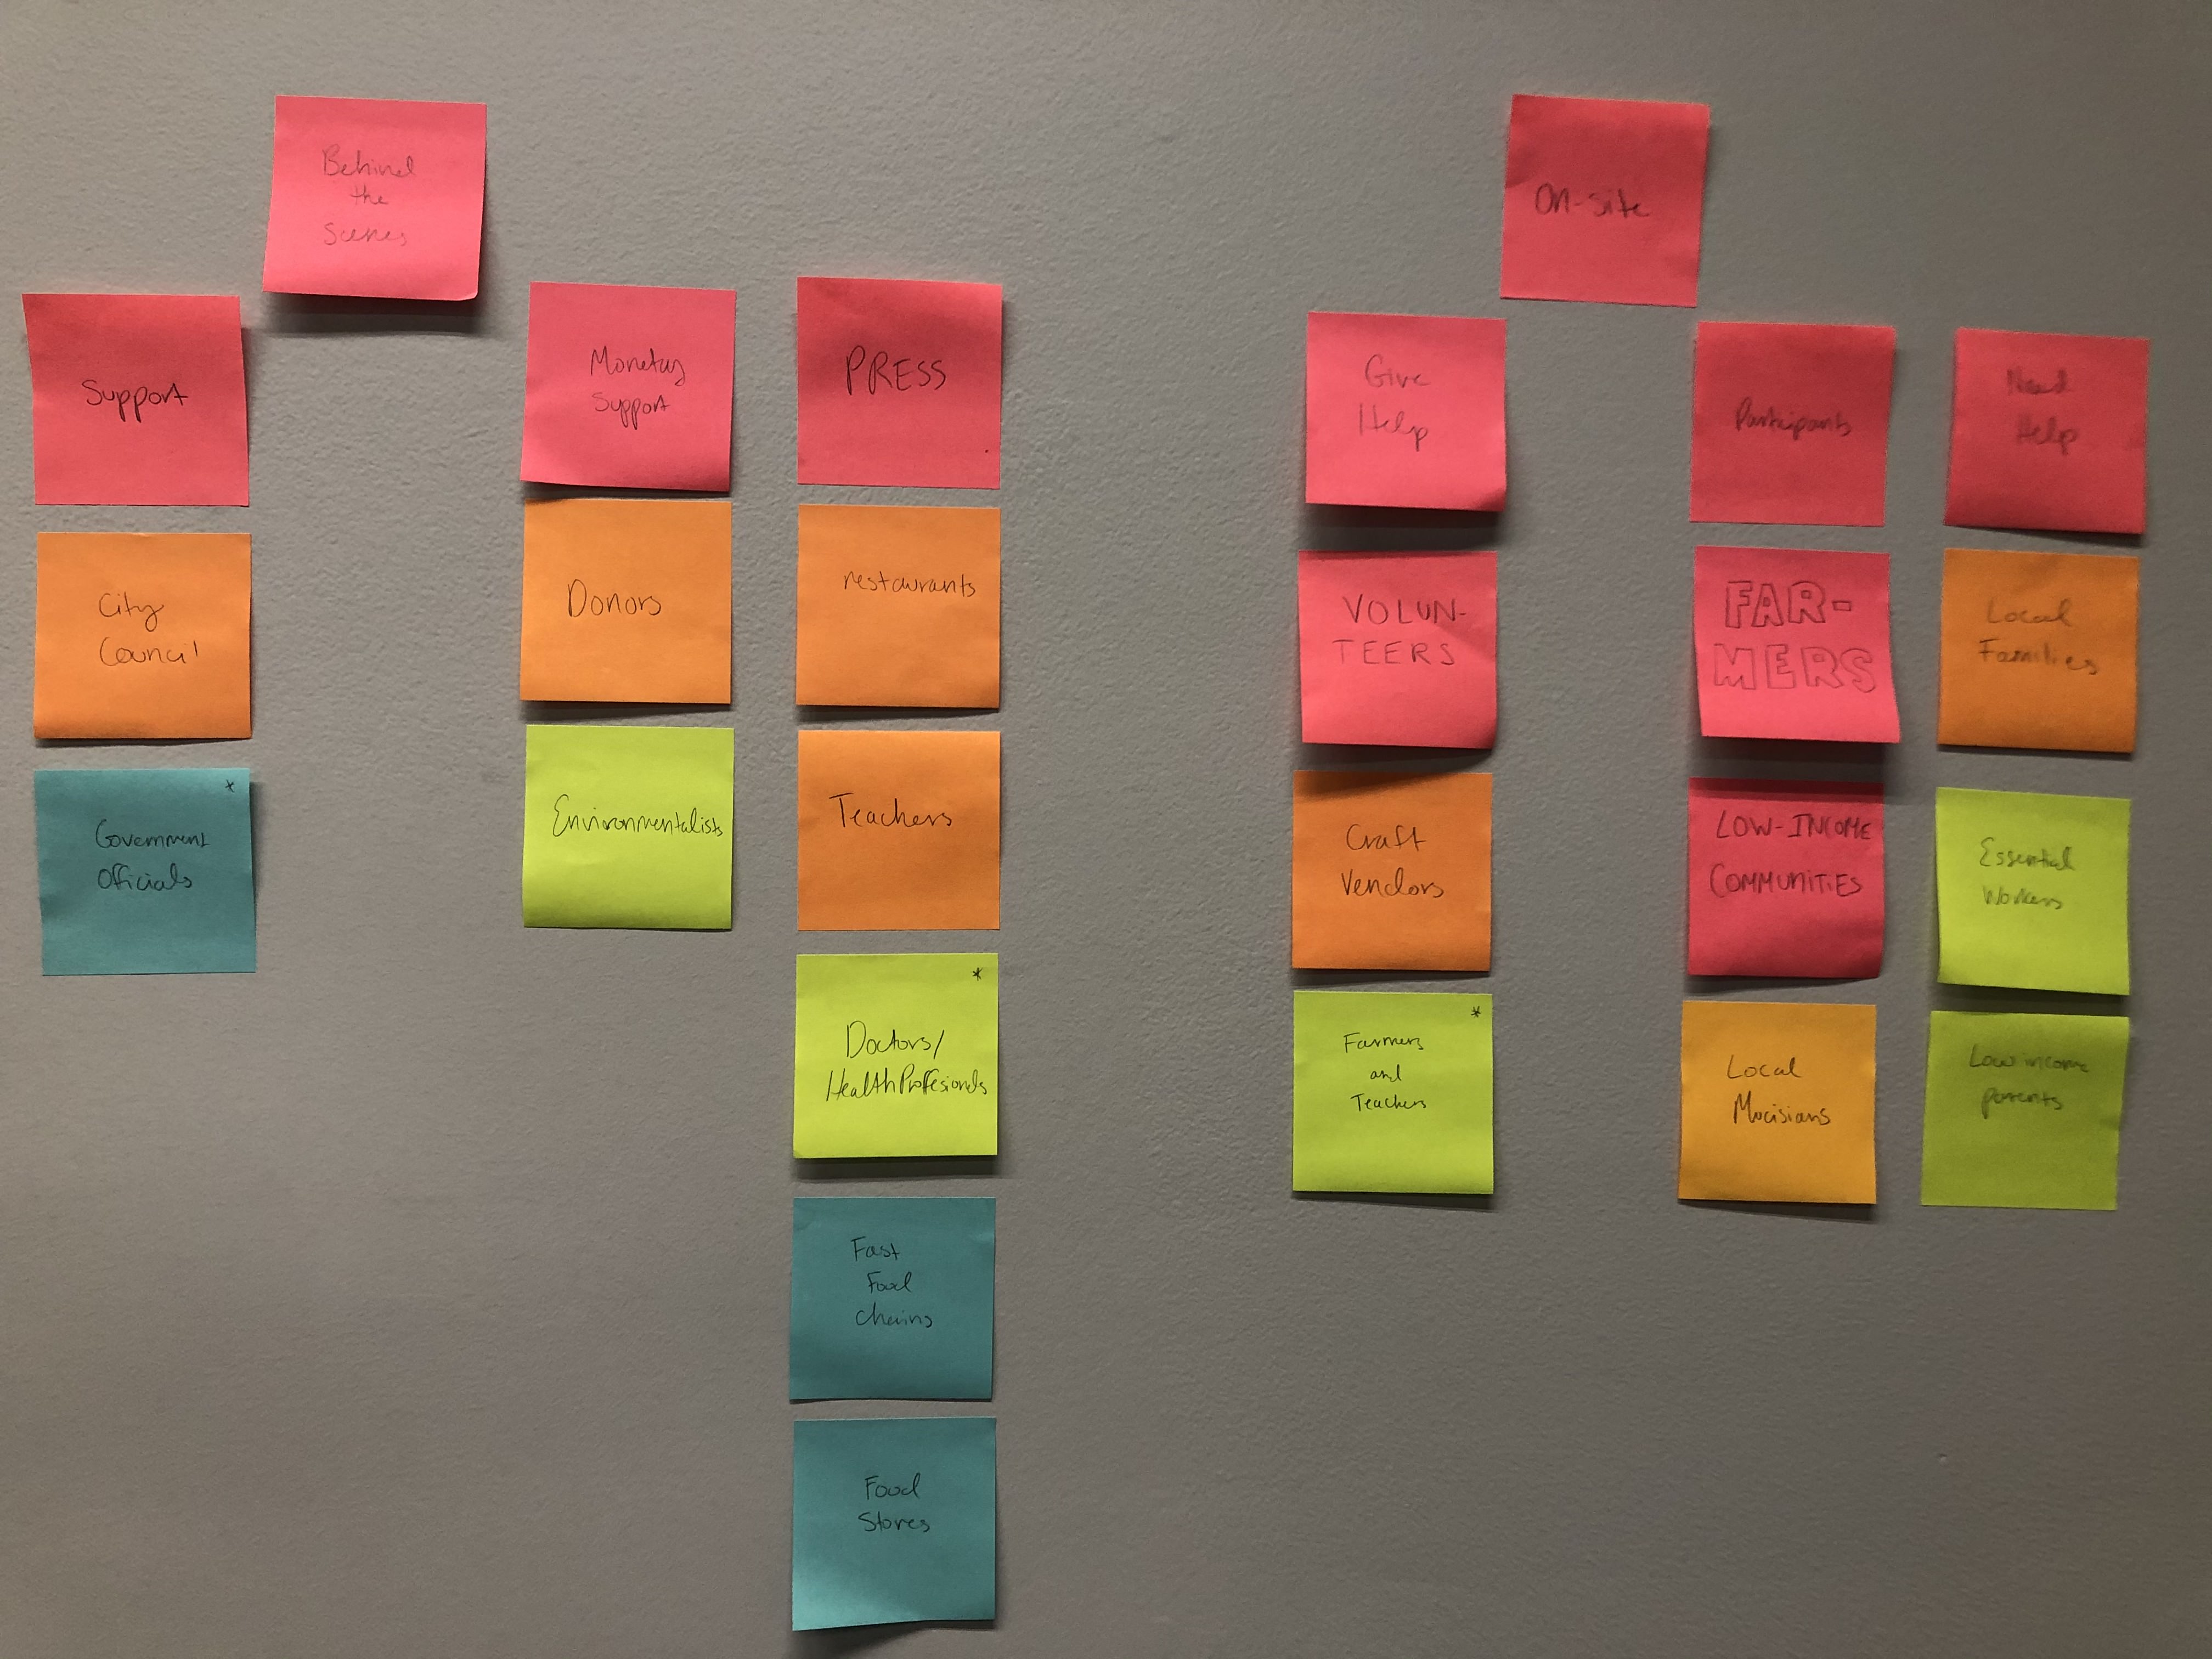 Behind
the
Scenes
Support
City
Council
*
Government
Officials
Monetary
Support
Donors
Environmentalists
PRESS
restaurants
Teachers
*
Doctors/
Health Proffesionals
Fast
Food
Chains
Food
Stores
On-site
Give
Help
VOLUN-
TEERS
Craft
Vendors
*
Farmers
and
Teachers
Participants
FAR-
MERS
LOW-INCOME
COMMUNITIES
Local
Mucisians
Need
Help
Local
Families
Essential
Workers
Low income
parents